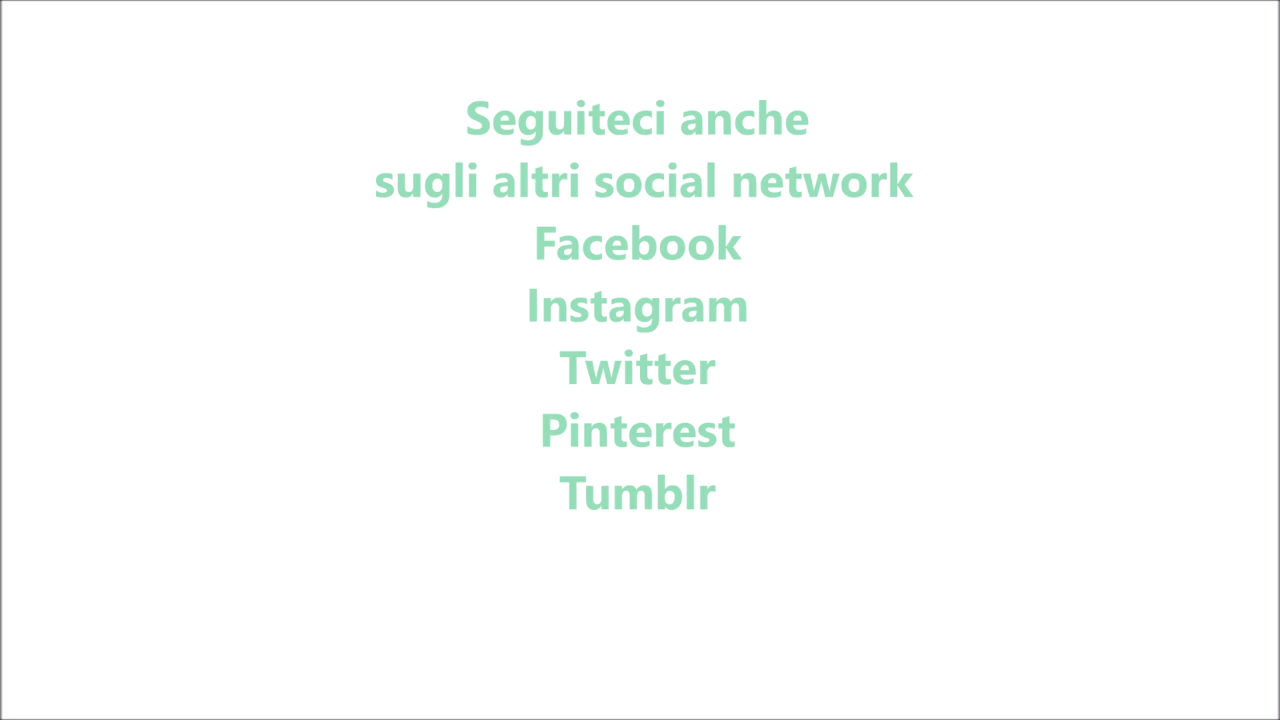 Seguiteci anche
sugli altri social network
Facebook
Instagram
Twitter
Pinterest
Tumblr